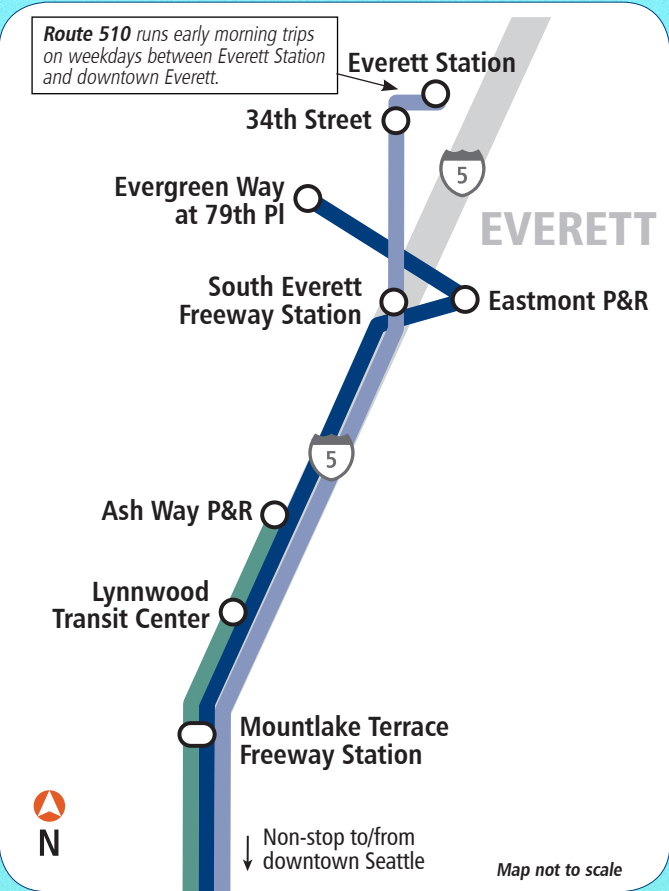 Route 510 runs early morning trips
on weekdays between Everett Station
and downtown Everett.
Everett Station
34th Street
5
Evergreen Way
at 79th Pl
EVERETT
South Everett
Freeway Station
Eastmont P&R
5
Ash Way P&R
Lynnwood
Transit Center
Mountlake Terrace
Freeway Station
N
Non-stop to/from
downtown Seattle
Map not to scale